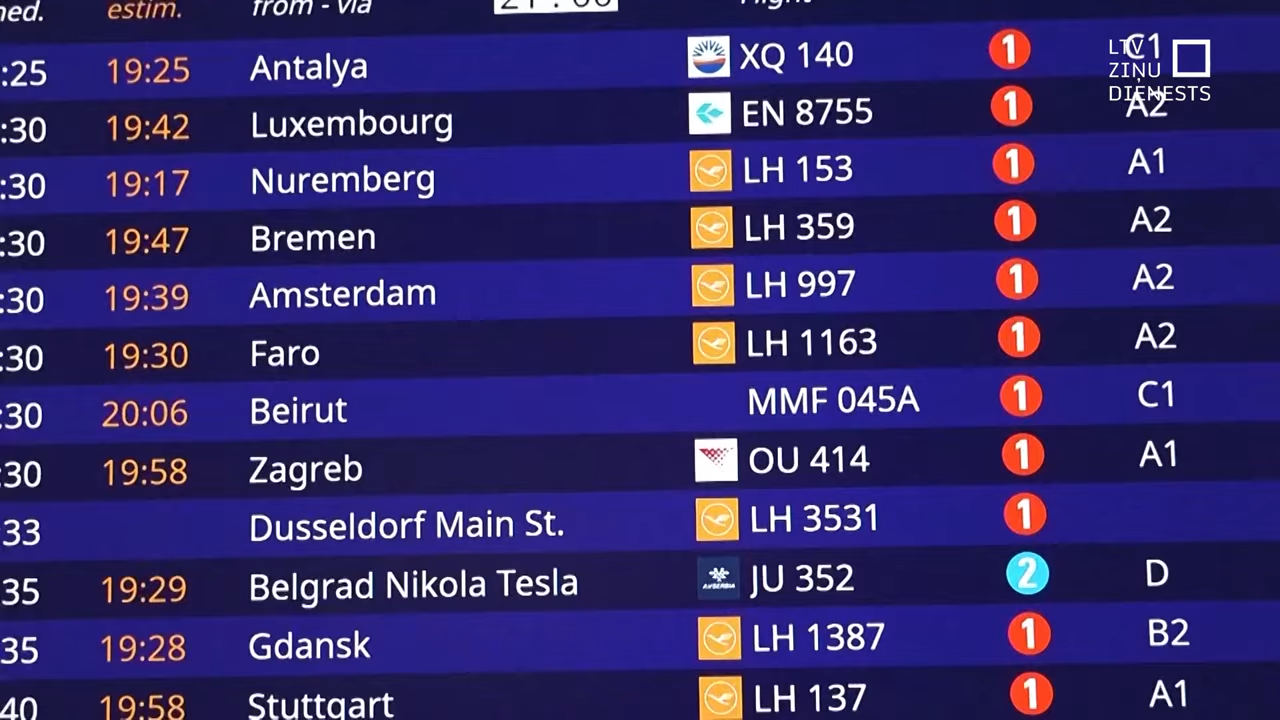 estim. from - via
:25 19:25 Antalya XQ 140 1 C1
:30 19:42 Luxembourg EN 8755 1 A2
:30 19:17 Nuremberg LH 153 1 A1
:30 19:47 Bremen LH 359 1 A2
:30 19:39 Amsterdam LH 997 1 A2
:30 19:30 Faro LH 1163 1 A2
:30 20:06 Beirut MMF 045A 1 C1
:30 19:58 Zagreb OU 414 1 A1
:33 Dusseldorf Main St. LH 3531 1
35 19:29 Belgrad Nikola Tesla AIRSERBIA JU 352 2 D
35 19:28 Gdansk LH 1387 1 B2
40 19:58 Stuttgart LH 137 1 A1
LTV
ZIŅU
DIENESTS